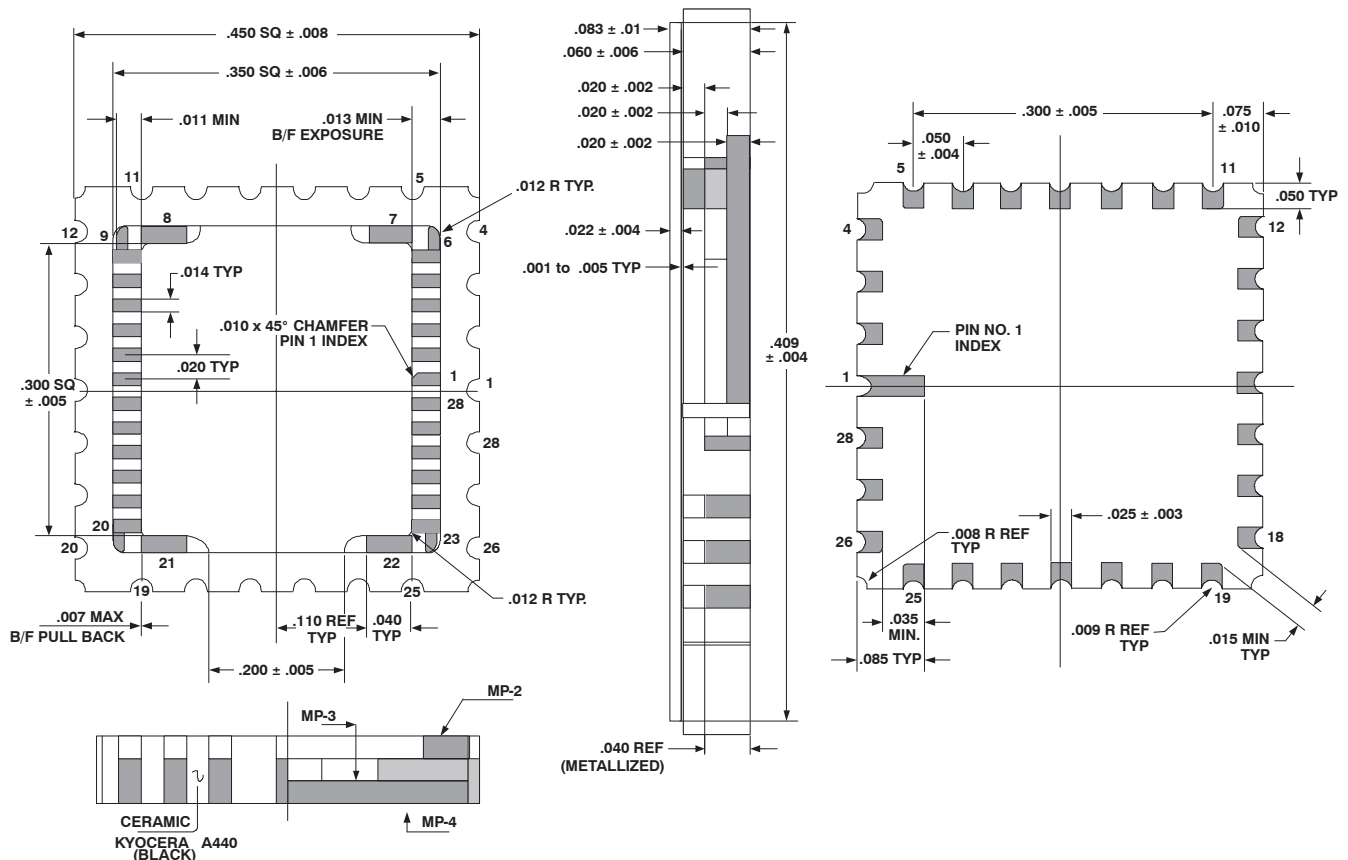 .450 SQ ± .008
.350 SQ ± .006
.011 MIN
.013 MIN
B/F EXPOSURE
11
5
.012 R TYP.
8
7
12
9
6
4
.014 TYP
.010 x 45° CHAMFER
PIN 1 INDEX
.020 TYP
.300 SQ
± .005
1
1
28
28
20
20
23
26
21
22
19
25
.012 R TYP.
.007 MAX
B/F PULL BACK
.110 REF
TYP
.040
TYP
.200 ± .005
MP-2
MP-3
MP-4
CERAMIC
KYOCERA A440
(BLACK)
.083 ± .01
.060 ± .006
.020 ± .002
.020 ± .002
.020 ± .002
.022 ± .004
.001 to .005 TYP
.409
± .004
.040 REF
(METALLIZED)
.300 ± .005
.075
± .010
.050
± .004
5
11
.050 TYP
4
12
PIN NO. 1
INDEX
1
28
.025 ± .003
.008 R REF
TYP
26
18
25
19
.035
MIN.
.009 R REF
TYP
.015 MIN
TYP
.085 TYP